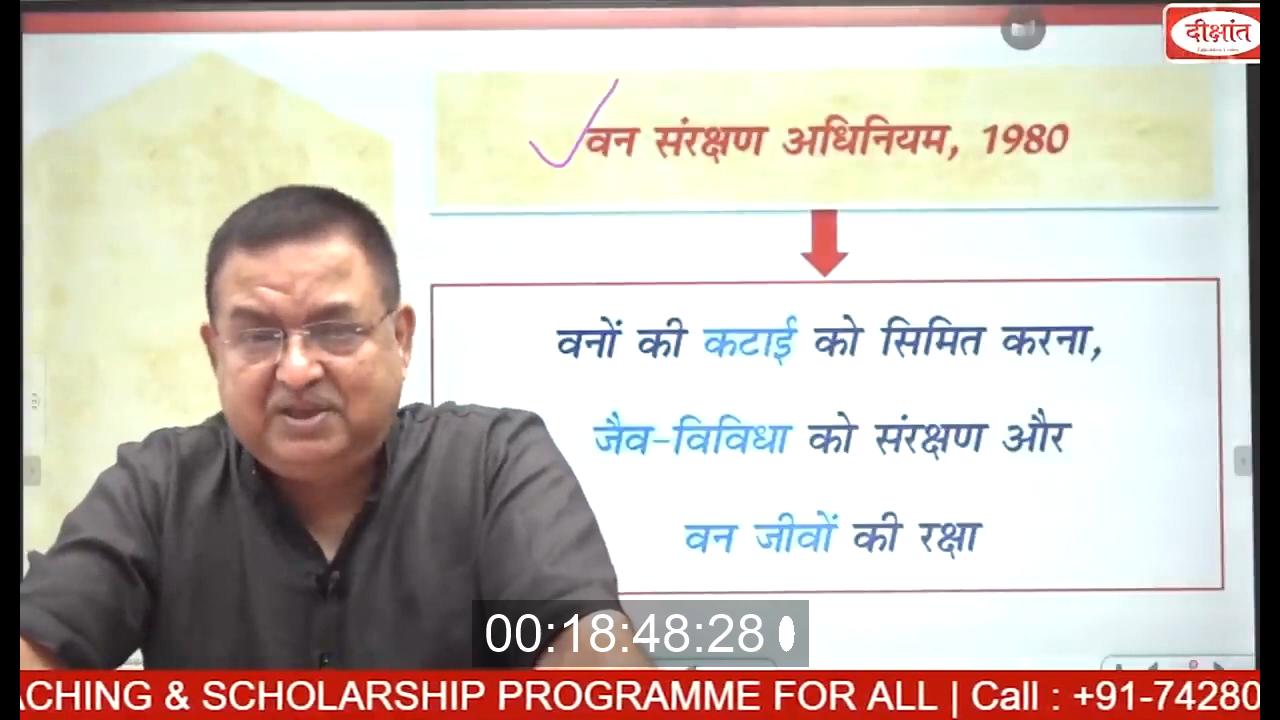 दीक्षांत
वन संरक्षण अधिनियम, 1980
वनों की कटाई को सिमित करना,
जैव-विविधा को संरक्षण और
वन जीवों की रक्षा
00:18:48:28
ACHING & SCHOLARSHIP PROGRAMME FOR ALL | Call : +91-74280